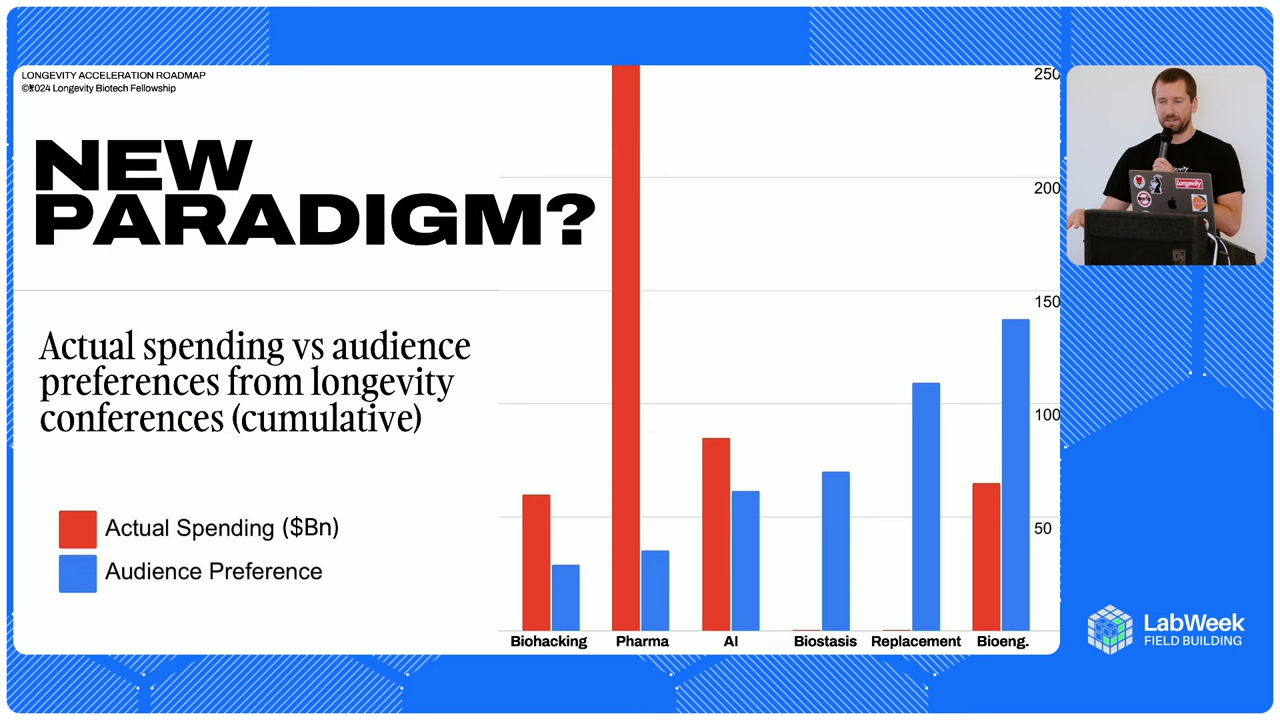 LONGEVITY ACCELERATION ROADMAP
©2024 Longevity Biotech Fellowship
NEW
PARADIGM?
Actual spending vs audience
preferences from longevity
conferences (cumulative)
Actual Spending ($Bn)
Audience Preference
250
200
150
100
50
Biohacking
Pharma
AI
Biostasis
Replacement
Bioeng.
Longevity
LabWeek
FIELD BUILDING